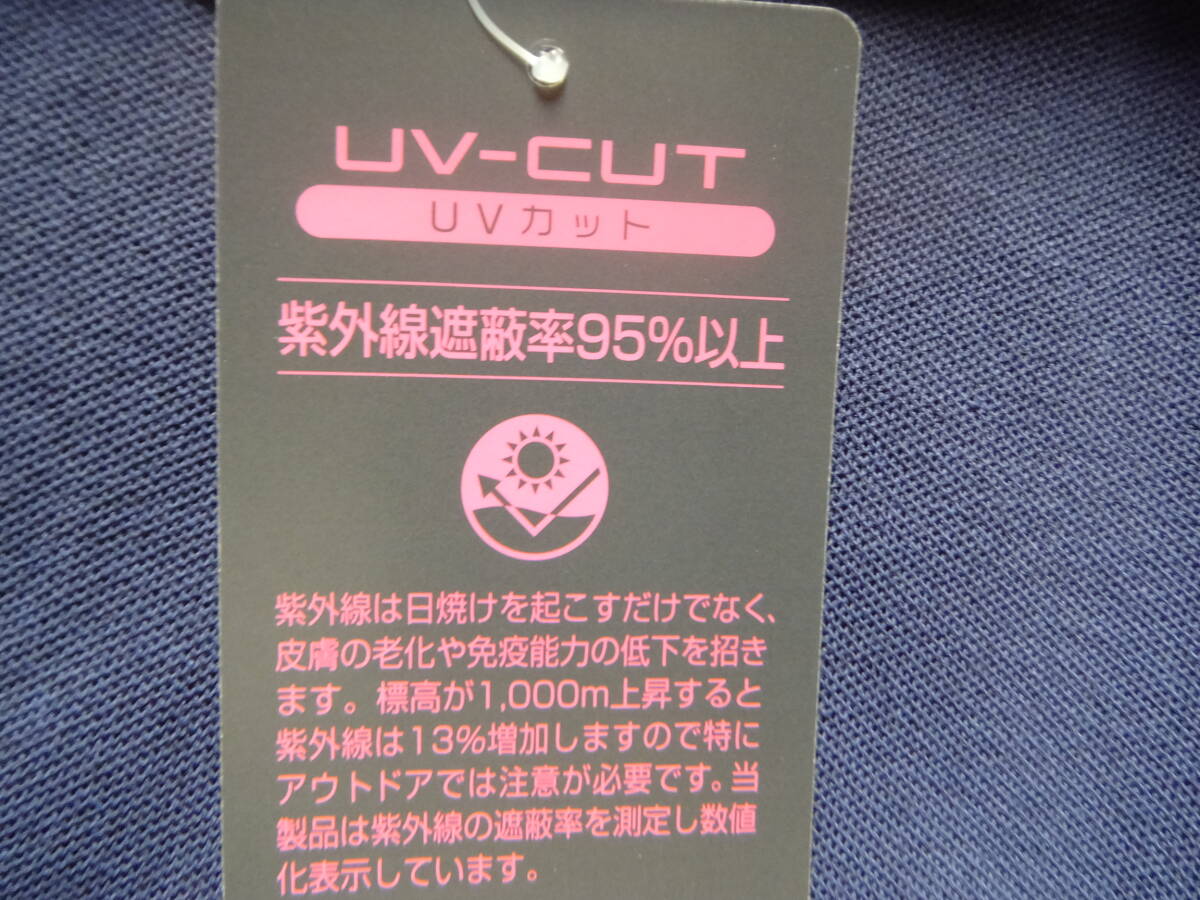 UV-CUT
UVカット
紫外線遮蔽率95%以上
紫外線は日焼けを起こすだけでなく、
皮膚の老化や免疫能力の低下を招き
ます。標高が1,000m上昇すると
紫外線は13%増加しますので特に
アウトドアでは注意が必要です。当
製品は紫外線の遮蔽率を測定し数値
化表示しています。